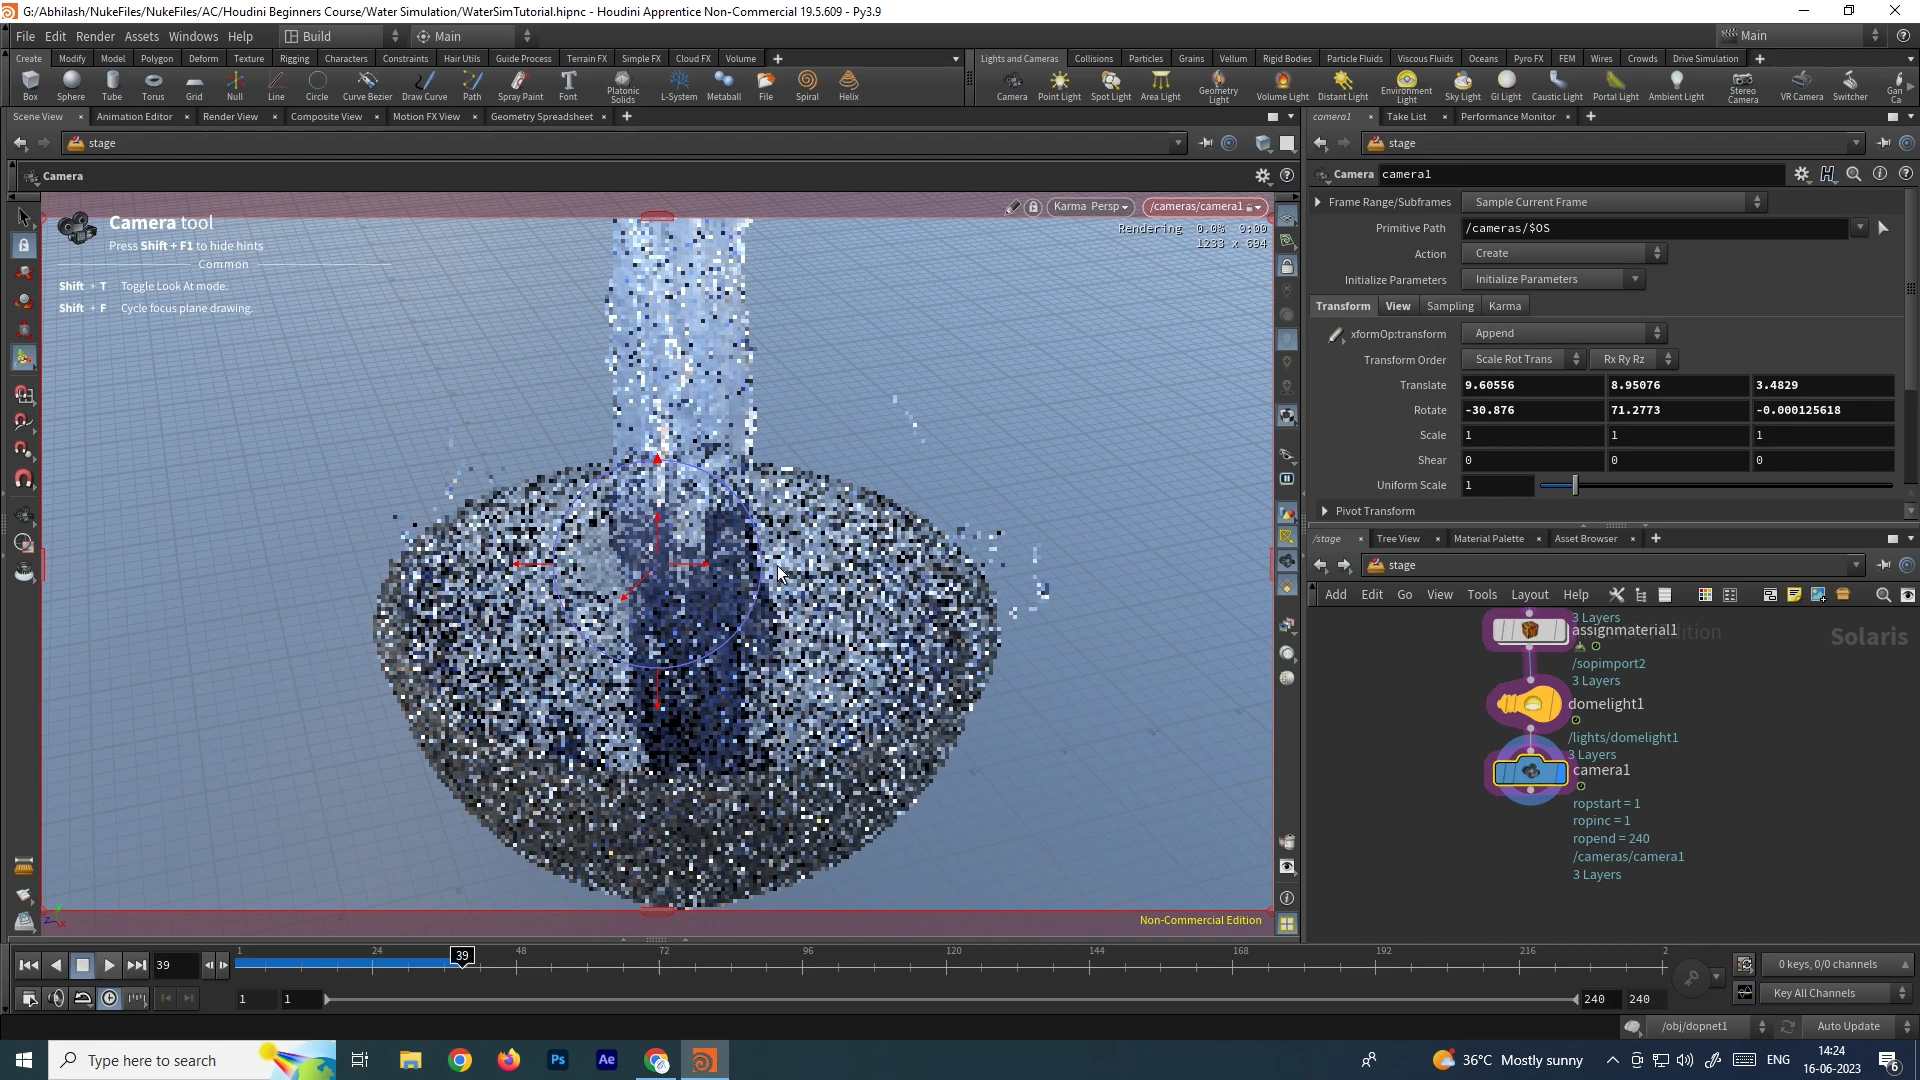 G:/Abhilash/NukeFiles/NukeFiles/AC/Houdini Beginners Course/Water Simulation/WaterSimTutorial.hipnc - Houdini Apprentice Non-Commercial 19.5.609 - Py3.9
File Edit Render Assets Windows Help Build Main Main
Create Modify Model Polygon Deform Texture Rigging Characters Constraints Hair Utils Guide Process Terrain FX Simple FX Cloud FX Volume
Lights and Cameras Collisions Particles Grains Vellum Rigid Bodies Particle Fluids Viscous Fluids Oceans Pyro FX FEM Wires Crowds Drive Simulation
Box Sphere Tube Torus Grid Null Line Circle Curve Bezier Draw Curve Path Spray Paint Font Platonic Solids L-System Metaball File Spiral Helix
Camera Point Light Spot Light Area Light Geometry Light Volume Light Distant Light Environment Light Sky Light GI Light Caustic Light Portal Light Ambient Light Stereo Camera VR Camera Switcher Gan Ca
Scene View Animation Editor Render View Composite View Motion FX View Geometry Spreadsheet
camera1 Take List Performance Monitor
stage
stage
Camera
Camera camera1
Camera tool
Press Shift + F1 to hide hints
Common
Shift + T Toggle Look At mode.
Shift + F Cycle focus plane drawing.
Karma Persp /cameras/camera1
Rendering 0.0% 0:00
1233 x 694
Non-Commercial Edition
Frame Range/Subframes Sample Current Frame
Primitive Path /cameras/$OS
Action Create
Initialize Parameters Initialize Parameters
Transform View Sampling Karma
xformOp:transform Append
Transform Order Scale Rot Trans Rx Ry Rz
Translate 9.60556 8.95076 3.4829
Rotate -30.876 71.2773 -0.000125618
Scale 1 1 1
Shear 0 0 0
Uniform Scale 1
Pivot Transform
/stage Tree View Material Palette Asset Browser
stage
Add Edit Go View Tools Layout Help
3 Layers
assignmaterial1
Solaris
/sopimport2
3 Layers
domelight1
/lights/domelight1
3 Layers
camera1
ropstart = 1
ropinc = 1
ropend = 240
/cameras/camera1
3 Layers
1 24 39 48 72 96 120 144 168 192 216 2
39
0 keys, 0/0 channels
1 1 240 240
Key All Channels
/obj/dopnet1 Auto Update
Type here to search
Ps Ae
36°C Mostly sunny
ENG
14:24
16-06-2023
6